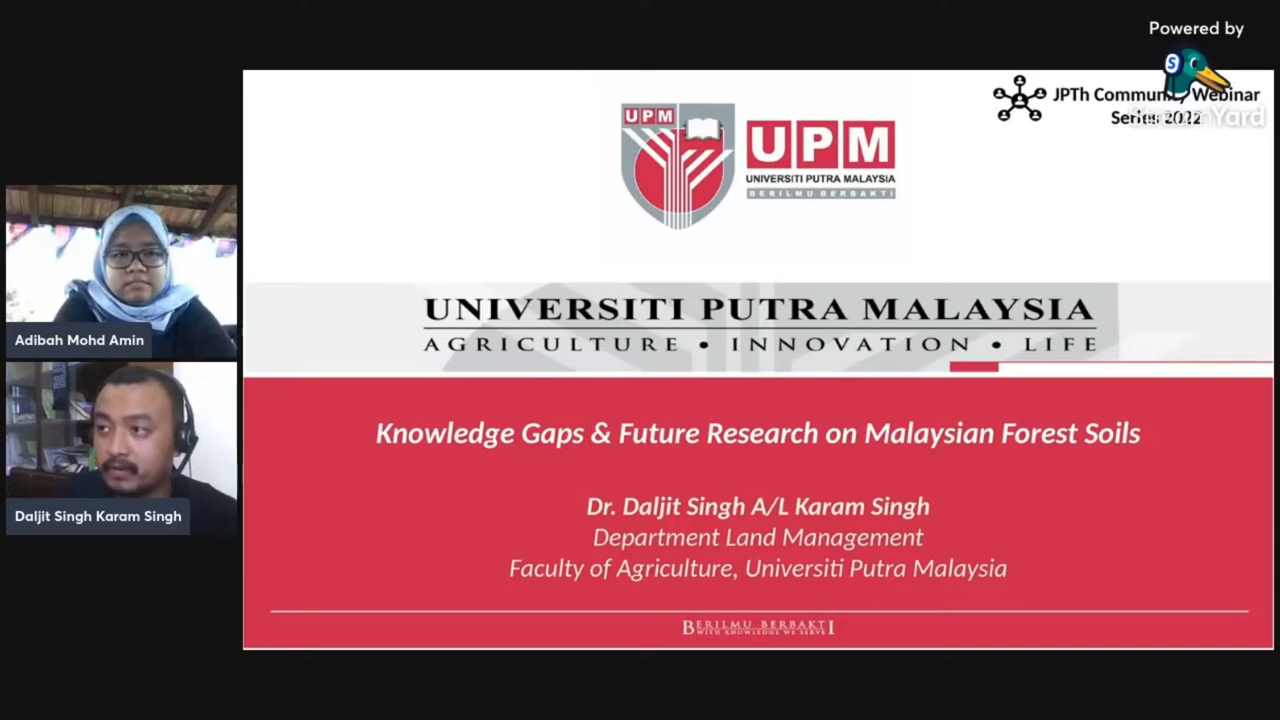 Powered by
JPTh Community Webinar
Series 2022
StreamYard
UPM
UPM
UNIVERSITI PUTRA MALAYSIA
BERILMU BERBAKTI
UNIVERSITI PUTRA MALAYSIA
AGRICULTURE • INNOVATION • LIFE
Adibah Mohd Amin
Daljit Singh Karam Singh
Knowledge Gaps & Future Research on Malaysian Forest Soils
Dr. Daljit Singh A/L Karam Singh
Department Land Management
Faculty of Agriculture, Universiti Putra Malaysia
BERILMU BERBAKTI
WITH KNOWLEDGE WE SERVE